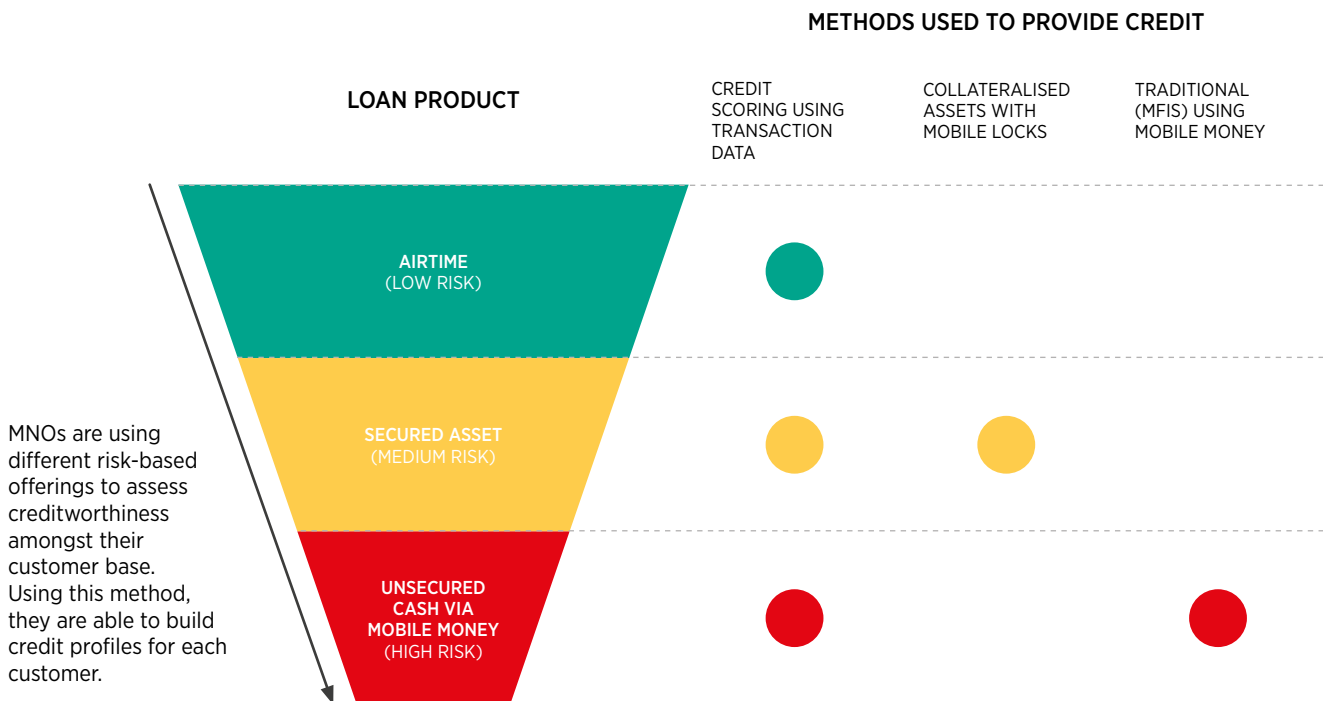 METHODS USED TO PROVIDE CREDIT
LOAN PRODUCT
CREDIT
SCORING USING
TRANSACTION
DATA
COLLATERALISED
ASSETS WITH
MOBILE LOCKS
TRADITIONAL
(MFIS) USING
MOBILE MONEY
AIRTIME
(LOW RISK)
SECURED ASSET
(MEDIUM RISK)
UNSECURED
CASH VIA
MOBILE MONEY
(HIGH RISK)
MNOs are using
different risk-based
offerings to assess
creditworthiness
amongst their
customer base.
Using this method,
they are able to build
credit profiles for each
customer.